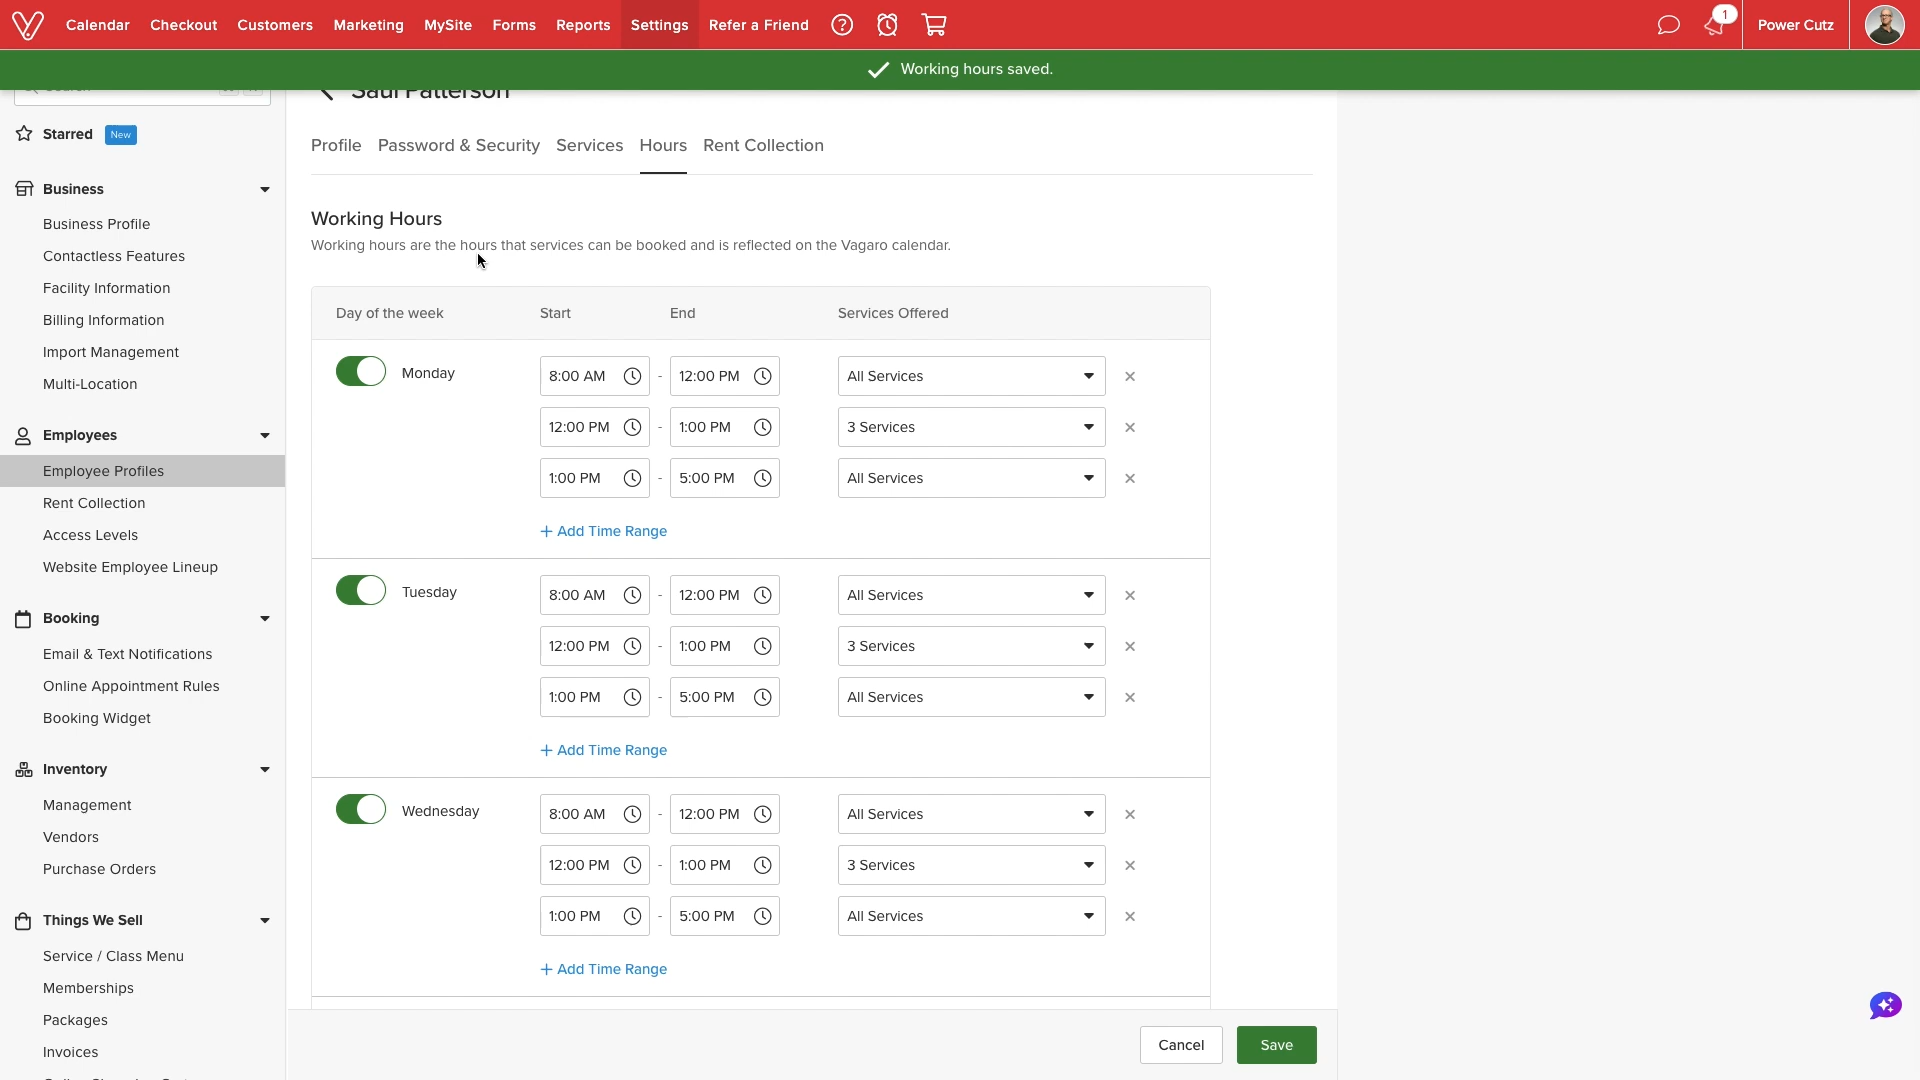 Calendar Checkout Customers Marketing MySite Forms Reports Settings Refer a Friend 1 Power Cutz
Working hours saved.
Saul Patterson
Starred New
Business
Business Profile
Contactless Features
Facility Information
Billing Information
Import Management
Multi-Location
Employees
Employee Profiles
Rent Collection
Access Levels
Website Employee Lineup
Booking
Email & Text Notifications
Online Appointment Rules
Booking Widget
Inventory
Management
Vendors
Purchase Orders
Things We Sell
Service / Class Menu
Memberships
Packages
Invoices
Profile Password & Security Services Hours Rent Collection
Working Hours
Working hours are the hours that services can be booked and is reflected on the Vagaro calendar.
Day of the week Start End Services Offered
Monday 8:00 AM - 12:00 PM All Services
12:00 PM - 1:00 PM 3 Services
1:00 PM - 5:00 PM All Services
+ Add Time Range
Tuesday 8:00 AM - 12:00 PM All Services
12:00 PM - 1:00 PM 3 Services
1:00 PM - 5:00 PM All Services
+ Add Time Range
Wednesday 8:00 AM - 12:00 PM All Services
12:00 PM - 1:00 PM 3 Services
1:00 PM - 5:00 PM All Services
+ Add Time Range
Cancel Save